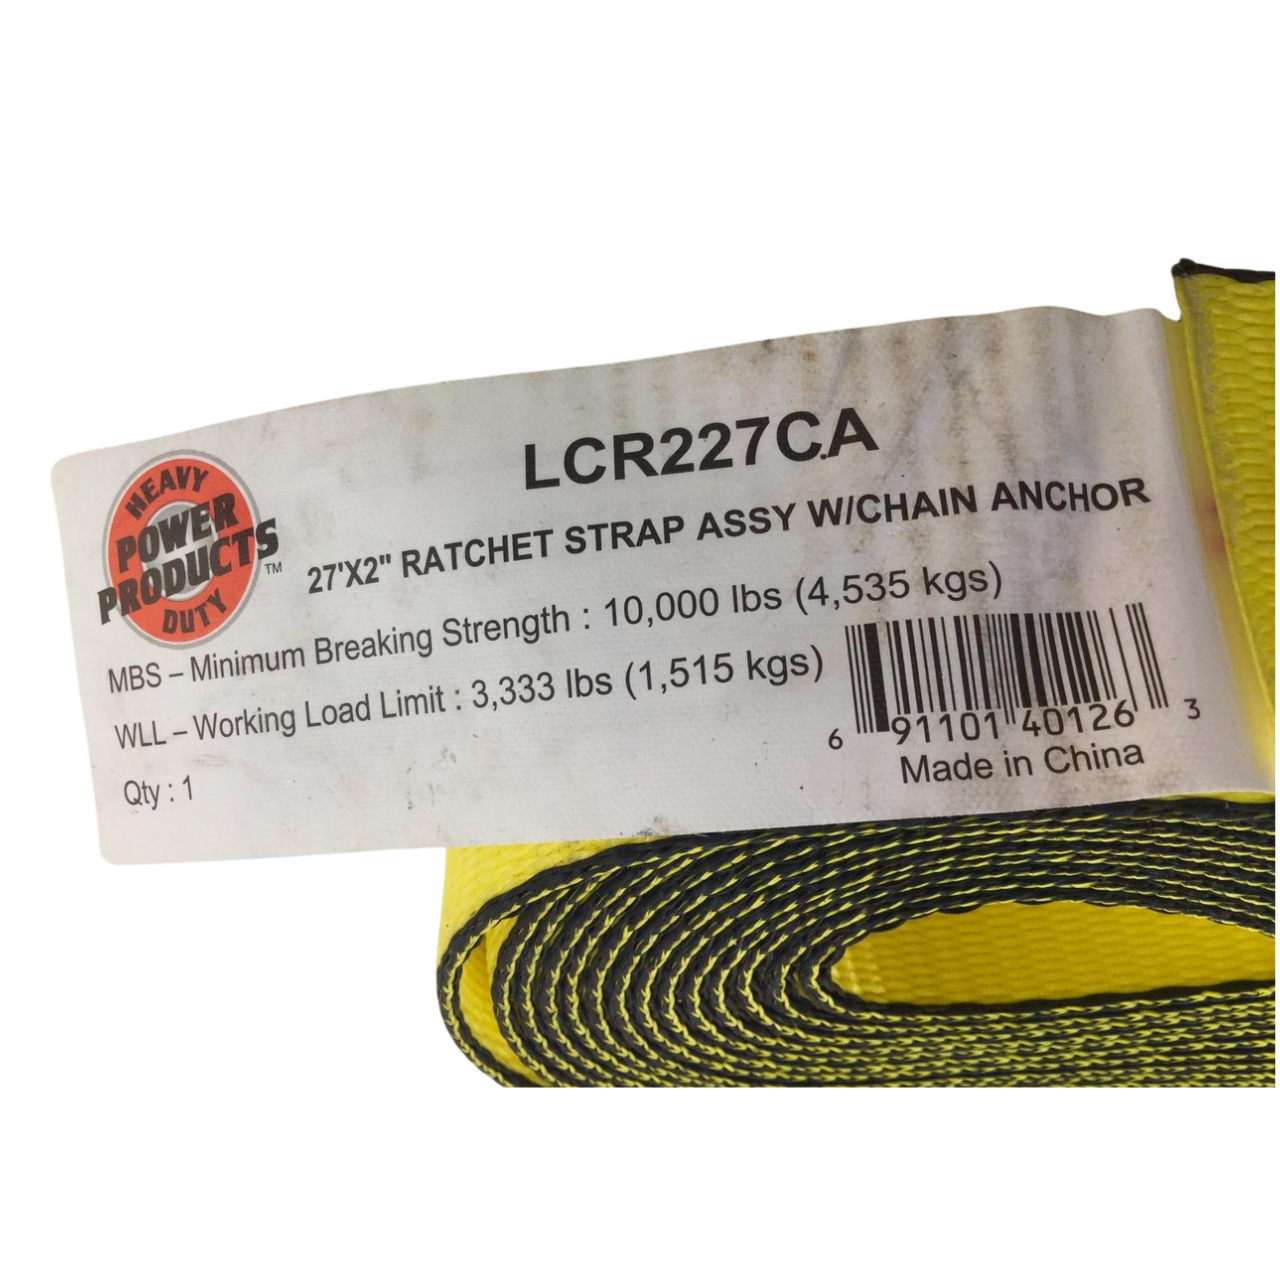 LCR227CA
27'X2" RATCHET STRAP ASSY W/CHAIN ANCHOR
HEAVY
POWER
PRODUCTS™
DUTY
MBS – Minimum Breaking Strength : 10,000 lbs (4,535 kgs)
WLL – Working Load Limit : 3,333 lbs (1,515 kgs)
Qty : 1
6 91101 40126 3
Made in China